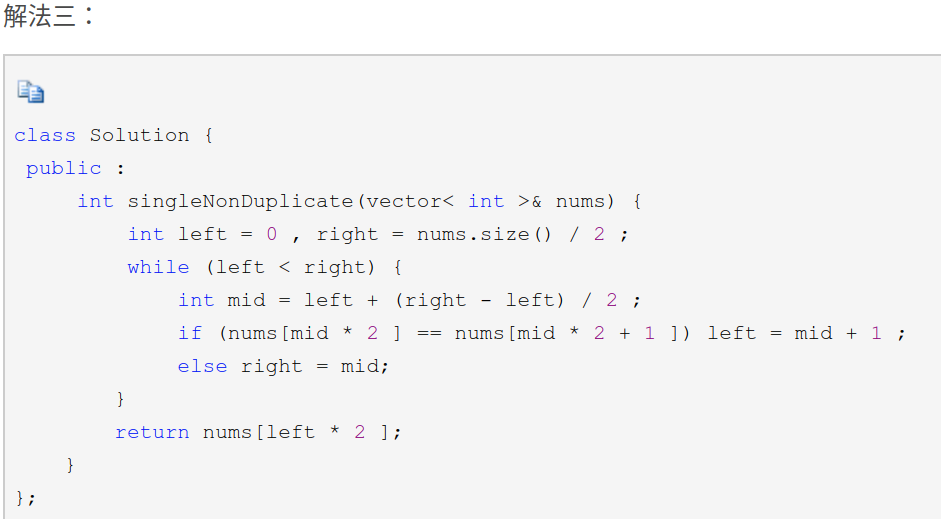 解法三：
class Solution {
public :
int singleNonDuplicate(vector< int >& nums) {
int left = 0 , right = nums.size() / 2 ;
while (left < right) {
int mid = left + (right - left) / 2 ;
if (nums[mid * 2 ] == nums[mid * 2 + 1 ]) left = mid + 1 ;
else right = mid;
}
return nums[left * 2 ];
}
};